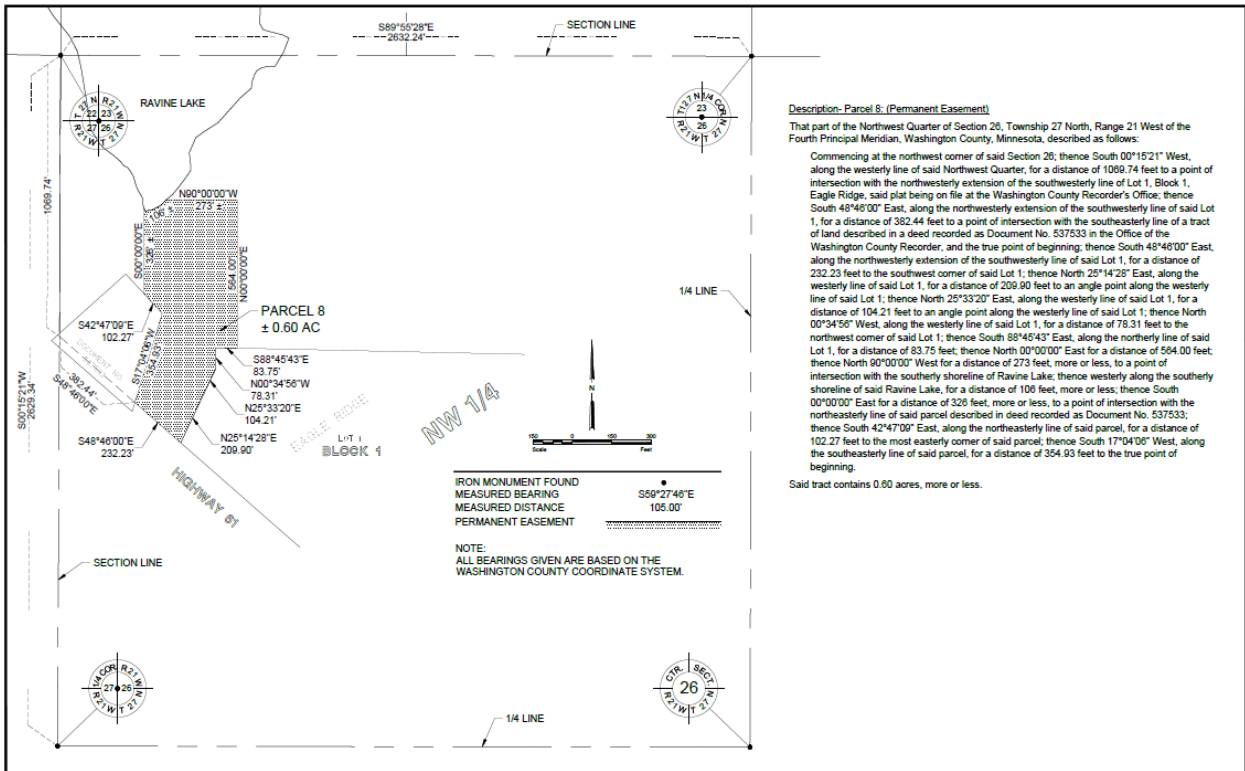 S89°55'28"E
2632.24'
SECTION LINE
RAVINE LAKE
T 27 N R 21 W
22 23
27 26
R 21 W T 27 N
T 27 N 1/4 COR
23
26
R 21 W T 27 N
1069.74'
N90°00'00"W
273' ±
106' ±
S00°00'00"E
326' ±
564.00'
N00°00'00"E
PARCEL 8
± 0.60 AC
1/4 LINE
S42°47'09"E
102.27'
DOCUMENT NO.
S17°04'06"W
354.93'
382.44'
S48°46'00"E
S88°45'43"E
83.75'
N00°34'56"W
78.31'
N25°33'20"E
104.21'
N25°14'28"E
209.90'
S00°15'21"W
2629.34'
S48°46'00"E
232.23'
EAGLE RIDGE
LOT 1
BLOCK 1
NW 1/4
HIGHWAY 61
N
150 0 150 300
Scale Feet
IRON MONUMENT FOUND
MEASURED BEARING S59°27'46"E
MEASURED DISTANCE 105.00'
PERMANENT EASEMENT
NOTE:
ALL BEARINGS GIVEN ARE BASED ON THE
WASHINGTON COUNTY COORDINATE SYSTEM.
SECTION LINE
1/4 COR R 21 W
27 26
R 21 W T 27 N
CTR. SECT.
26
R 21 W T 27 N
1/4 LINE
Description- Parcel 8: (Permanent Easement)
That part of the Northwest Quarter of Section 26, Township 27 North, Range 21 West of the
Fourth Principal Meridian, Washington County, Minnesota, described as follows:
Commencing at the northwest corner of said Section 26; thence South 00°15'21" West,
along the westerly line of said Northwest Quarter, for a distance of 1069.74 feet to a point of
intersection with the northwesterly extension of the southwesterly line of Lot 1, Block 1,
Eagle Ridge, said plat being on file at the Washington County Recorder's Office; thence
South 48°46'00" East, along the northwesterly extension of the southwesterly line of said Lot
1, for a distance of 382.44 feet to a point of intersection with the southeasterly line of a tract
of land described in a deed recorded as Document No. 537533 in the Office of the
Washington County Recorder, and the true point of beginning; thence South 48°46'00" East,
along the northwesterly extension of the southwesterly line of said Lot 1, for a distance of
232.23 feet to the southwest corner of said Lot 1; thence North 25°14'28" East, along the
westerly line of said Lot 1, for a distance of 209.90 feet to an angle point along the westerly
line of said Lot 1; thence North 25°33'20" East, along the westerly line of said Lot 1, for a
distance of 104.21 feet to an angle point along the westerly line of said Lot 1; thence North
00°34'56" West, along the westerly line of said Lot 1, for a distance of 78.31 feet to the
northwest corner of said Lot 1; thence South 88°45'43" East, along the northerly line of said
Lot 1, for a distance of 83.75 feet; thence North 00°00'00" East for a distance of 564.00 feet;
thence North 90°00'00" West for a distance of 273 feet, more or less, to a point of
intersection with the southerly shoreline of Ravine Lake; thence westerly along the southerly
shoreline of said Ravine Lake, for a distance of 106 feet, more or less; thence South
00°00'00" East for a distance of 326 feet, more or less, to a point of intersection with the
northeasterly line of said parcel described in deed recorded as Document No. 537533;
thence South 42°47'09" East, along the northeasterly line of said parcel, for a distance of
102.27 feet to the most easterly corner of said parcel; thence South 17°04'06" West, along
the southeasterly line of said parcel, for a distance of 354.93 feet to the true point of
beginning.
Said tract contains 0.60 acres, more or less.